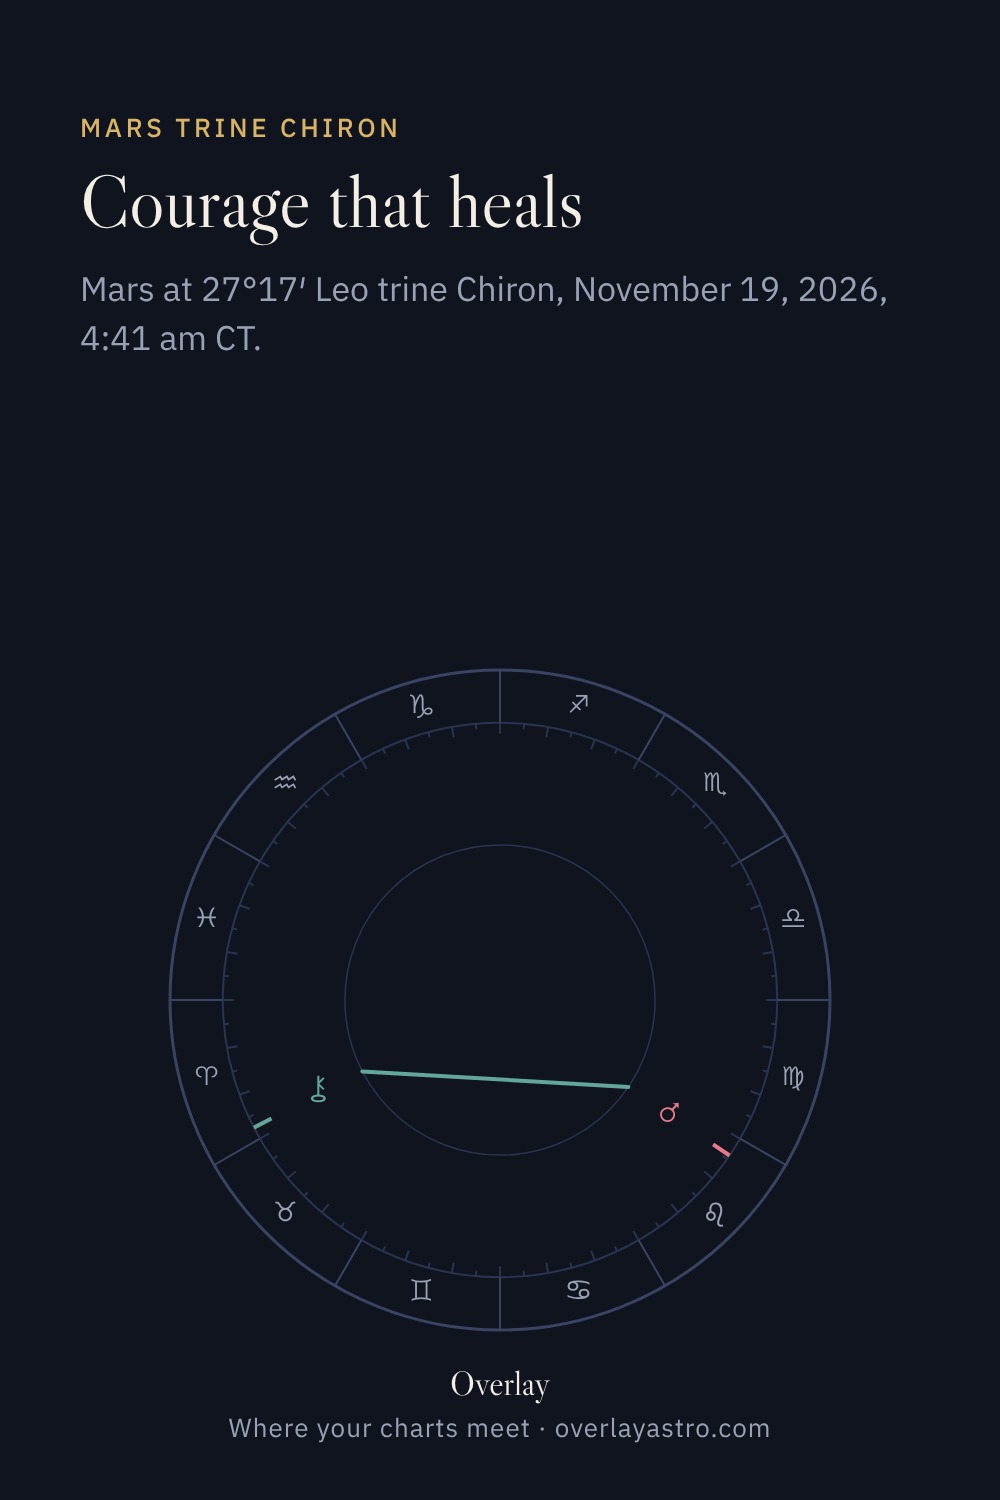 MARS TRINE CHIRON
Courage that heals
Mars at 27°17′ Leo trine Chiron, November 19, 2026,
4:41 am CT.
♑ ♐
♒ ♏
♓ ♎
♈ ⚷ ♂ ♍
♉ ♌
♊ ♋
Overlay
Where your charts meet · overlayastro.com